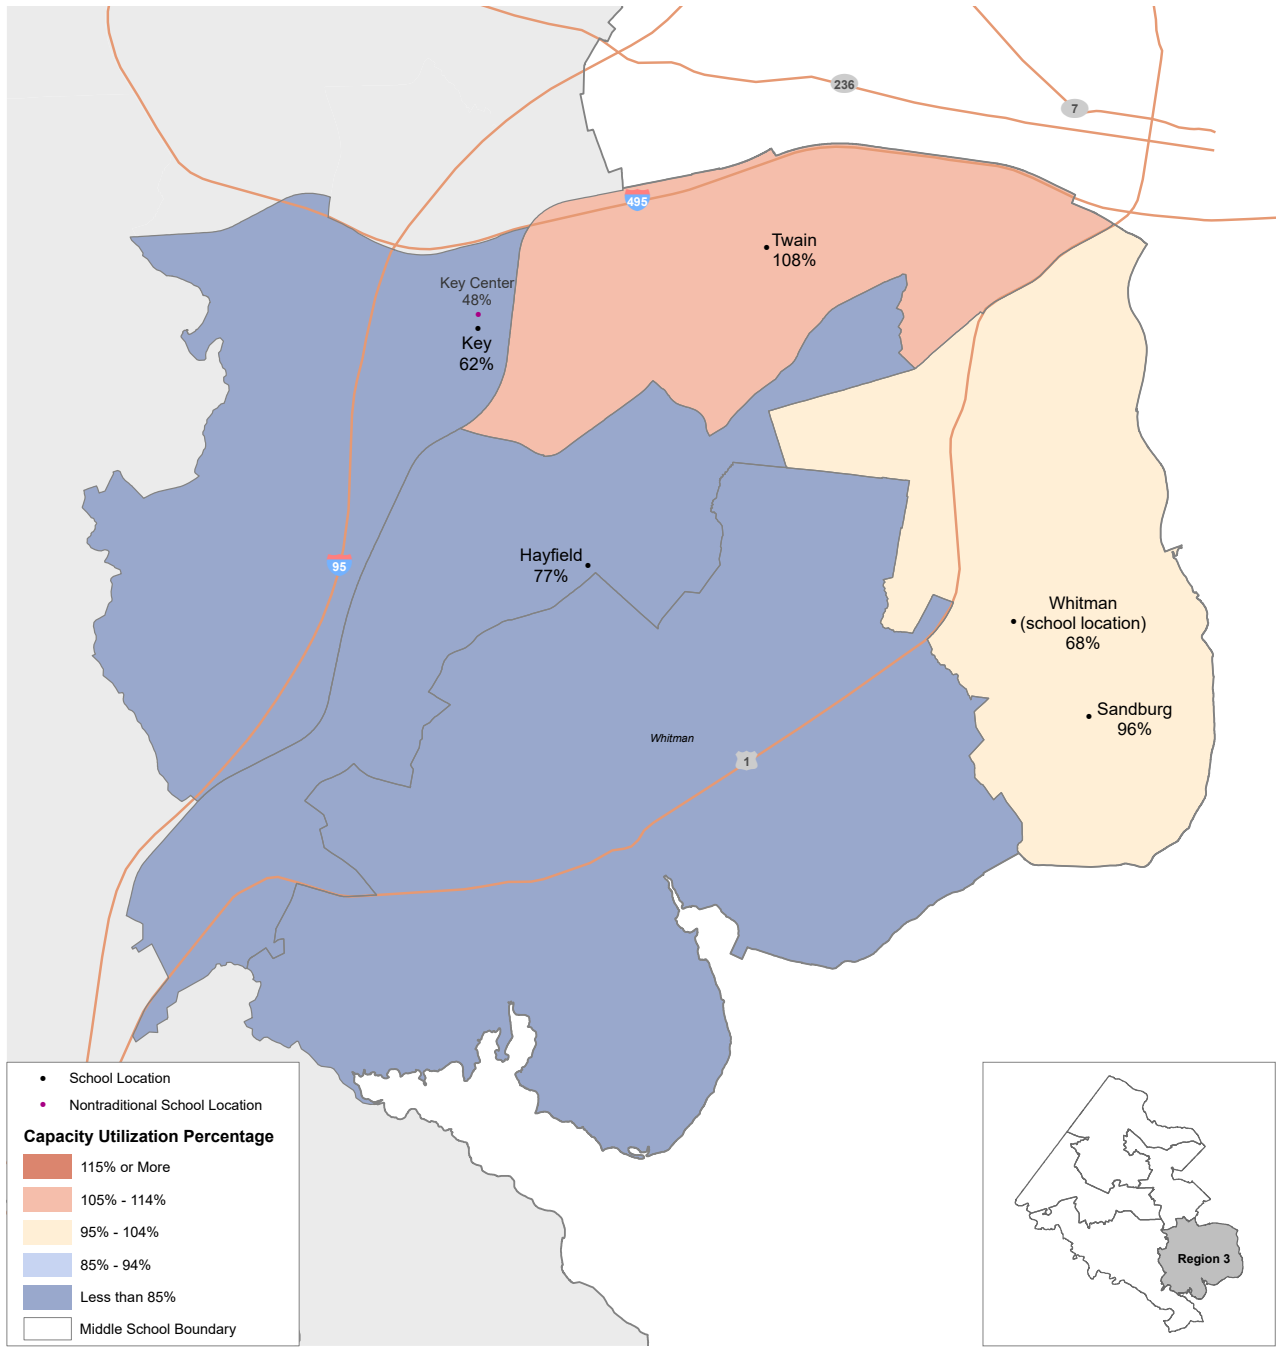 236
7
495
Twain
108%
Key Center
48%
Key
62%
Hayfield
77%
95
Whitman
(school location)
68%
Sandburg
96%
Whitman
1
School Location
Nontraditional School Location
Capacity Utilization Percentage
115% or More
105% - 114%
95% - 104%
85% - 94%
Less than 85%
Middle School Boundary
Region 3